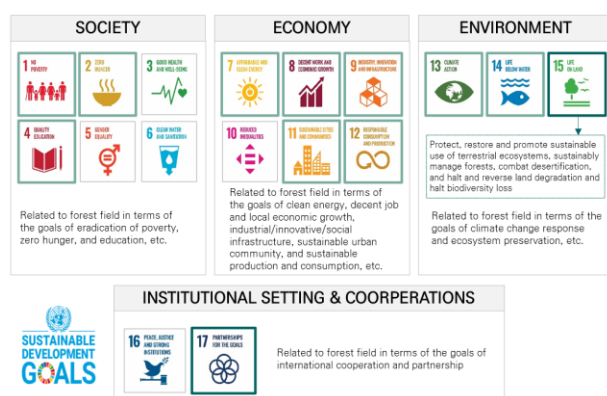 SOCIETY
1 NO POVERTY
2 ZERO HUNGER
3 GOOD HEALTH AND WELL-BEING
4 QUALITY EDUCATION
5 GENDER EQUALITY
6 CLEAN WATER AND SANITATION
Related to forest field in terms of
the goals of eradication of poverty,
zero hunger, and education, etc.
ECONOMY
7 AFFORDABLE AND CLEAN ENERGY
8 DECENT WORK AND ECONOMIC GROWTH
9 INDUSTRY, INNOVATION AND INFRASTRUCTURE
10 REDUCED INEQUALITIES
11 SUSTAINABLE CITIES AND COMMUNITIES
12 RESPONSIBLE CONSUMPTION AND PRODUCTION
Related to forest field in terms of
the goals of clean energy, decent job
and local economic growth,
industrial/innovative/social
infrastructure, sustainable urban
community, and sustainable
production and consumption, etc.
ENVIRONMENT
13 CLIMATE ACTION
14 LIFE BELOW WATER
15 LIFE ON LAND
Protect, restore and promote sustainable
use of terrestrial ecosystems, sustainably
manage forests, combat desertification,
and halt and reverse land degradation and
halt biodiversity loss
Related to forest field in terms of the
goals of climate change response
and ecosystem preservation, etc.
SUSTAINABLE
DEVELOPMENT
GOALS
INSTITUTIONAL SETTING & COORPERATIONS
16 PEACE, JUSTICE AND STRONG INSTITUTIONS
17 PARTNERSHIPS FOR THE GOALS
Related to forest field in terms of the goals of
international cooperation and partnership